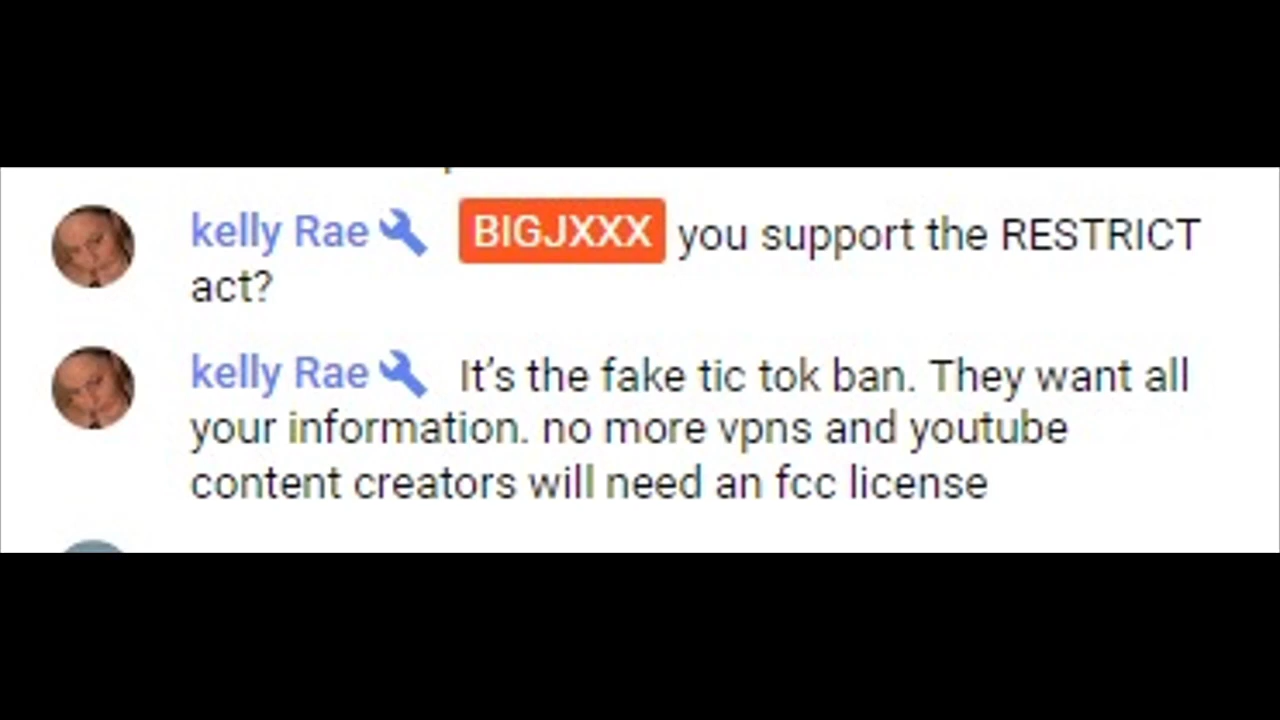 kelly Rae BIGJXXX you support the RESTRICT
act?
kelly Rae It's the fake tic tok ban. They want all
your information. no more vpns and youtube
content creators will need an fcc license